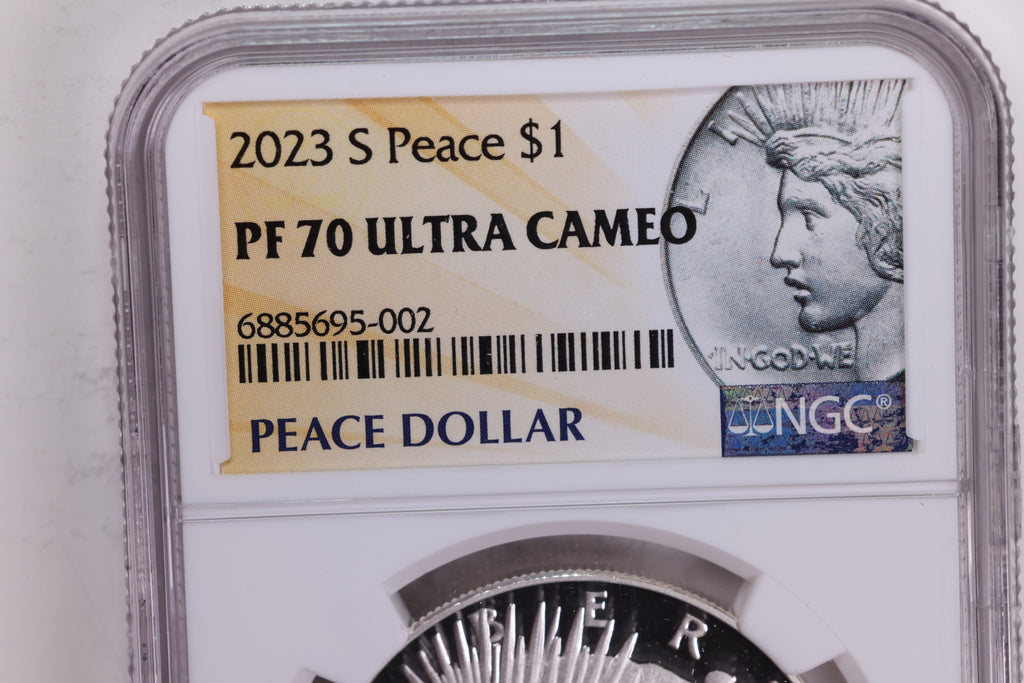 2023 S Peace $1
PF 70 ULTRA CAMEO
6885695-002
PEACE DOLLAR
L
IN·GOD·WE
NGC®
BER